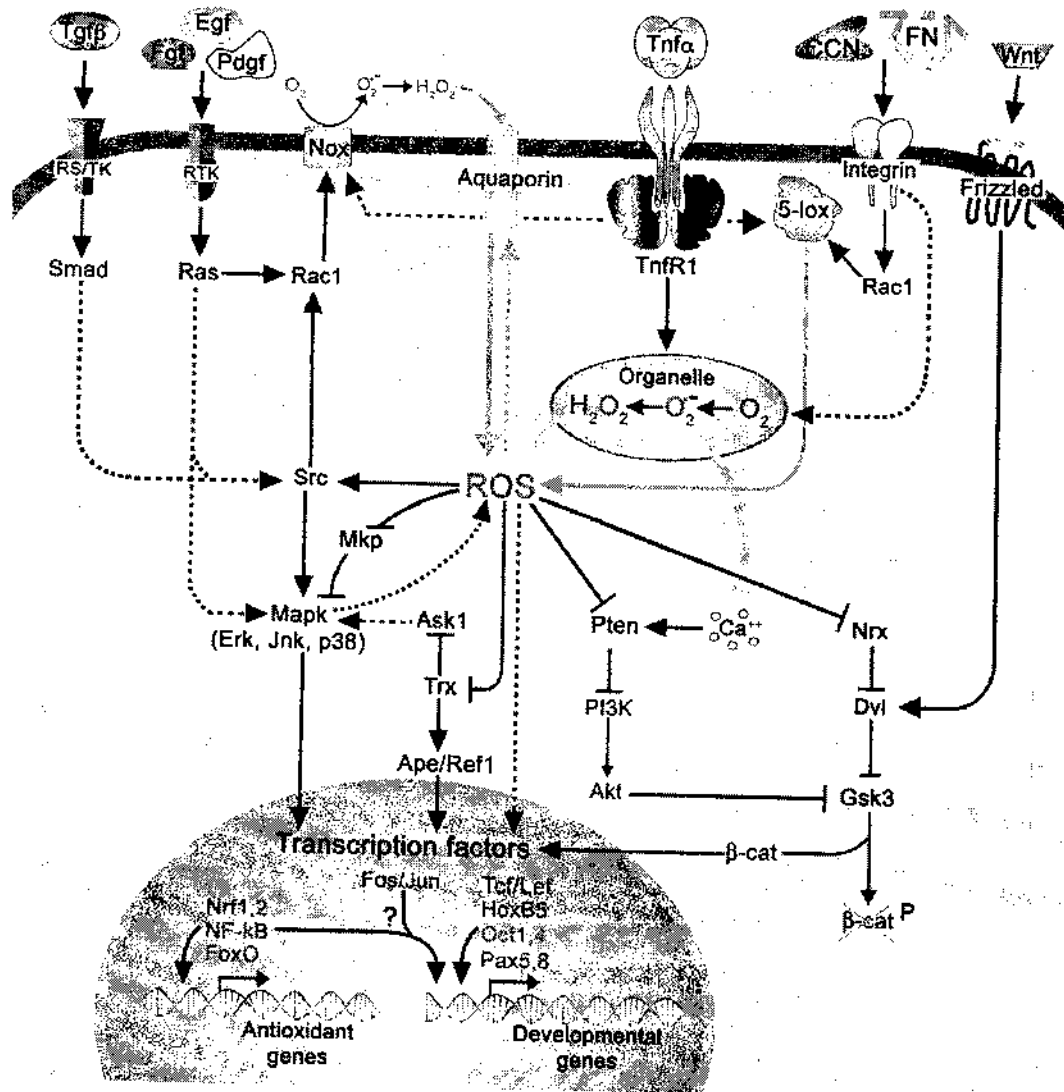 Tgfβ
Egf
Fgf
Pdgf
O₂
O₂⁻
H₂O₂
Tnfα
CCN
FN
Wnt
RS/TK
RTK
Nox
Aquaporin
Integrin
Frizzled
5-lox
TnfR1
Smad
Ras
Rac1
Rac1
Organelle
H₂O₂
O₂⁻
O₂
Src
ROS
Mkp
Mapk
(Erk, Jnk, p38)
Ask1
Pten
Ca⁺⁺
Nrx
Trx
PI3K
Dvl
Ape/Ref1
Akt
Gsk3
Transcription factors
β-cat
Fos/Jun
Tcf/Lef
HoxB5
Oct1,4
Pax5,8
Nrf1,2
NF-kB
FoxO
?
β-cat P
Antioxidant
genes
Developmental
genes